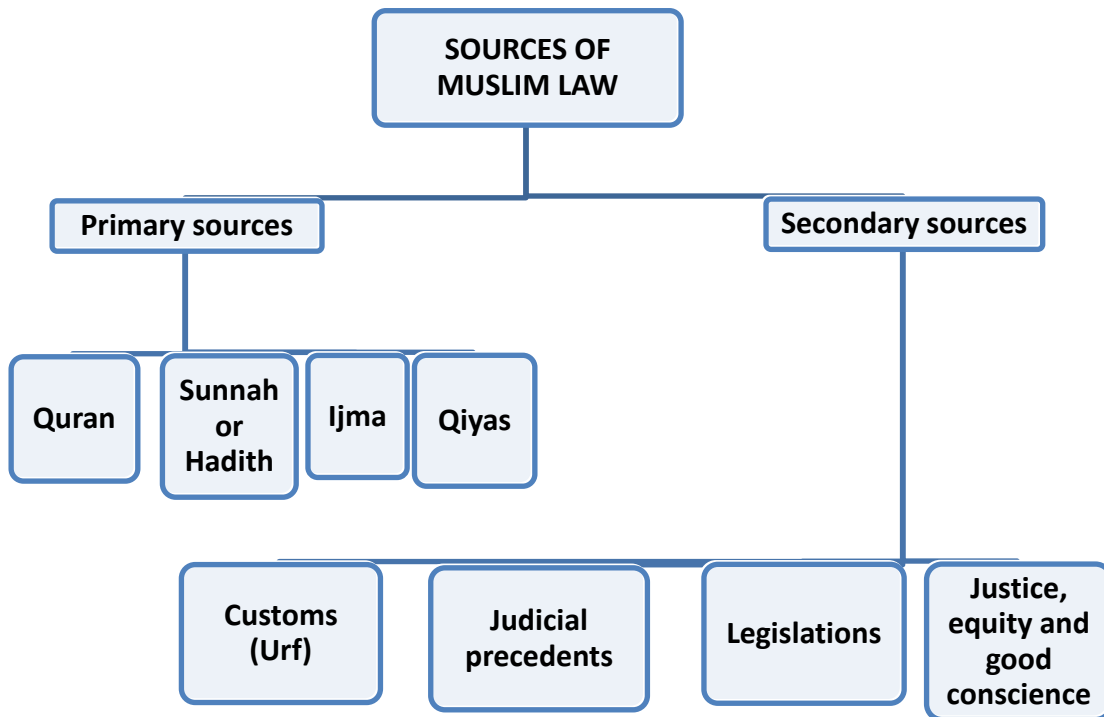 SOURCES OF
MUSLIM LAW
Primary sources
Secondary sources
Quran
Sunnah
or
Hadith
Ijma
Qiyas
Customs
(Urf)
Judicial
precedents
Legislations
Justice,
equity and
good
conscience